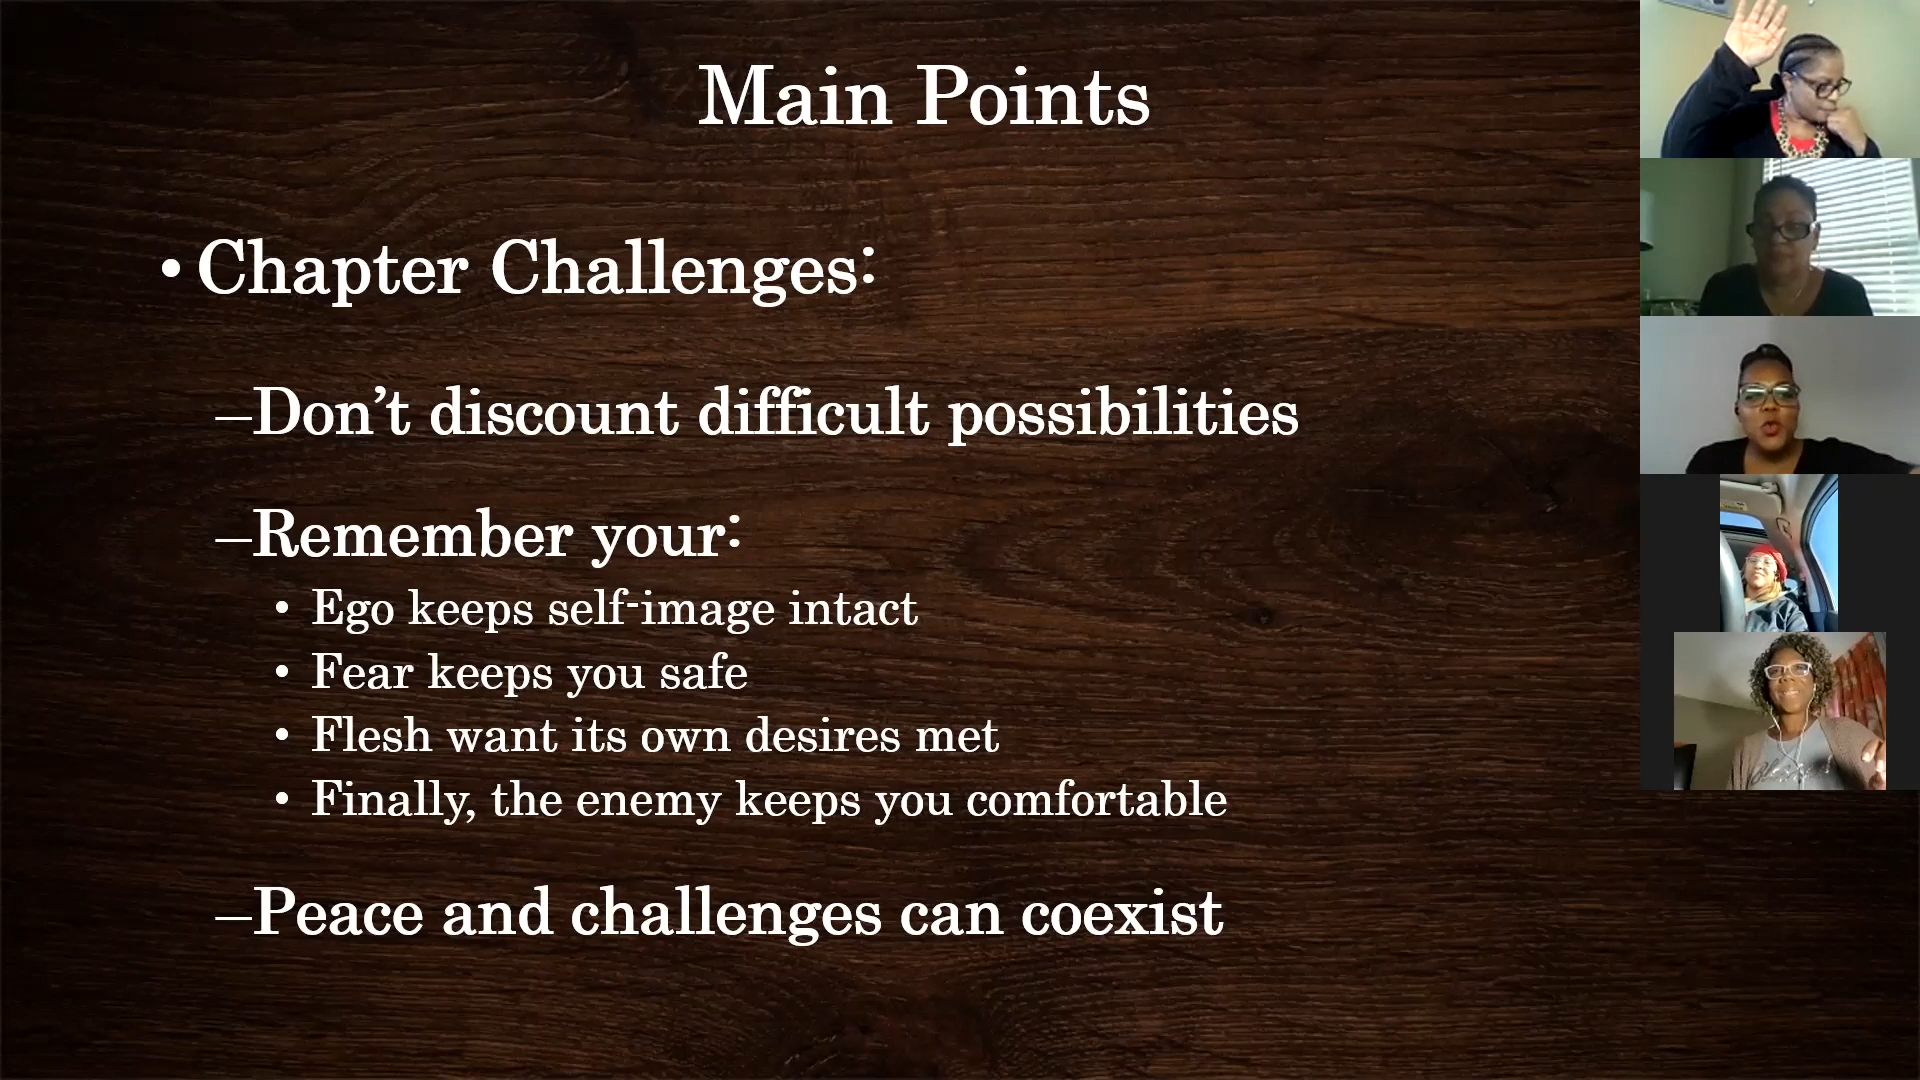 Main Points
• Chapter Challenges:
–Don’t discount difficult possibilities
–Remember your:
• Ego keeps self-image intact
• Fear keeps you safe
• Flesh want its own desires met
• Finally, the enemy keeps you comfortable
–Peace and challenges can coexist